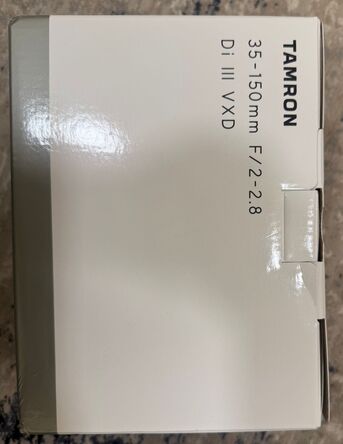 TAMRON
35-150mm F/2-2.8
Di III VXD